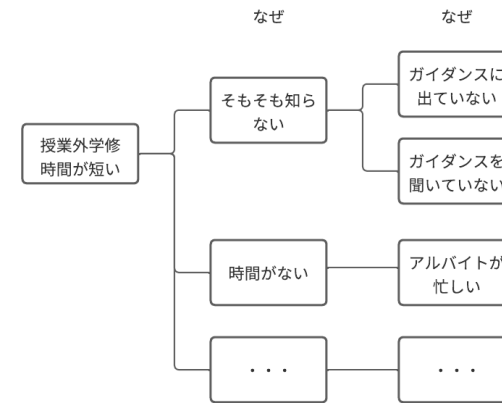 なぜ
なぜ
授業外学修
時間が短い
そもそも知ら
ない
ガイダンスに
出ていない
ガイダンスを
聞いていない
時間がない
アルバイトが
忙しい
・・・
・・・